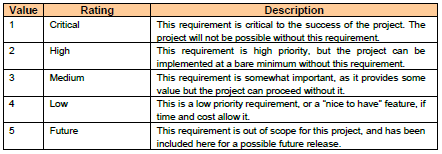 Value Rating Description
1 Critical This requirement is critical to the success of the project. The
project will not be possible without this requirement.
2 High This requirement is high priority, but the project can be
implemented at a bare minimum without this requirement.
3 Medium This requirement is somewhat important, as it provides some
value but the project can proceed without it.
4 Low This is a low priority requirement, or a “nice to have” feature, if
time and cost allow it.
5 Future This requirement is out of scope for this project, and has been
included here for a possible future release.